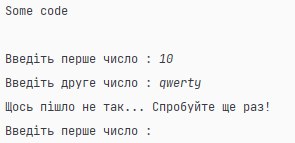 Some code
Введіть перше число : 10
Введіть друге число : qwerty
Щось пішло не так... Спробуйте ще раз!
Введіть перше число :